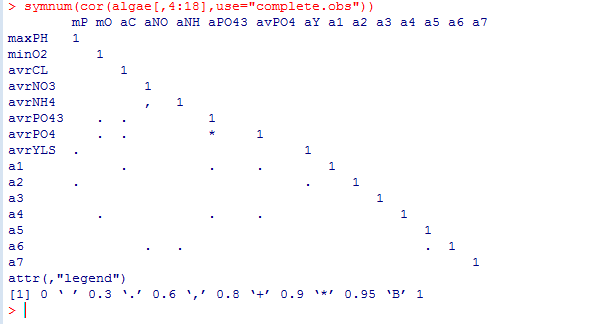 > symnum(cor(algae[,4:18],use="complete.obs"))
        mP mO aC aNO aNH aPO43 avPO4 aY a1 a2 a3 a4 a5 a6 a7
maxPH   1
minO2      1
avrCL         1
avrNO3           1
avrNH4           ,   1
avrPO43    .  .          1
avrPO4     .  .          *     1
avrYLS  .                            1
a1            .          .     .        1
a2      .                            .     1
a3                                            1
a4         .             .     .                 1
a5                                                  1
a6               .   .                              .  1
a7                                                        1
attr(,"legend")
[1] 0 ‘ ’ 0.3 ‘.’ 0.6 ‘,’ 0.8 ‘+’ 0.9 ‘*’ 0.95 ‘B’ 1
>